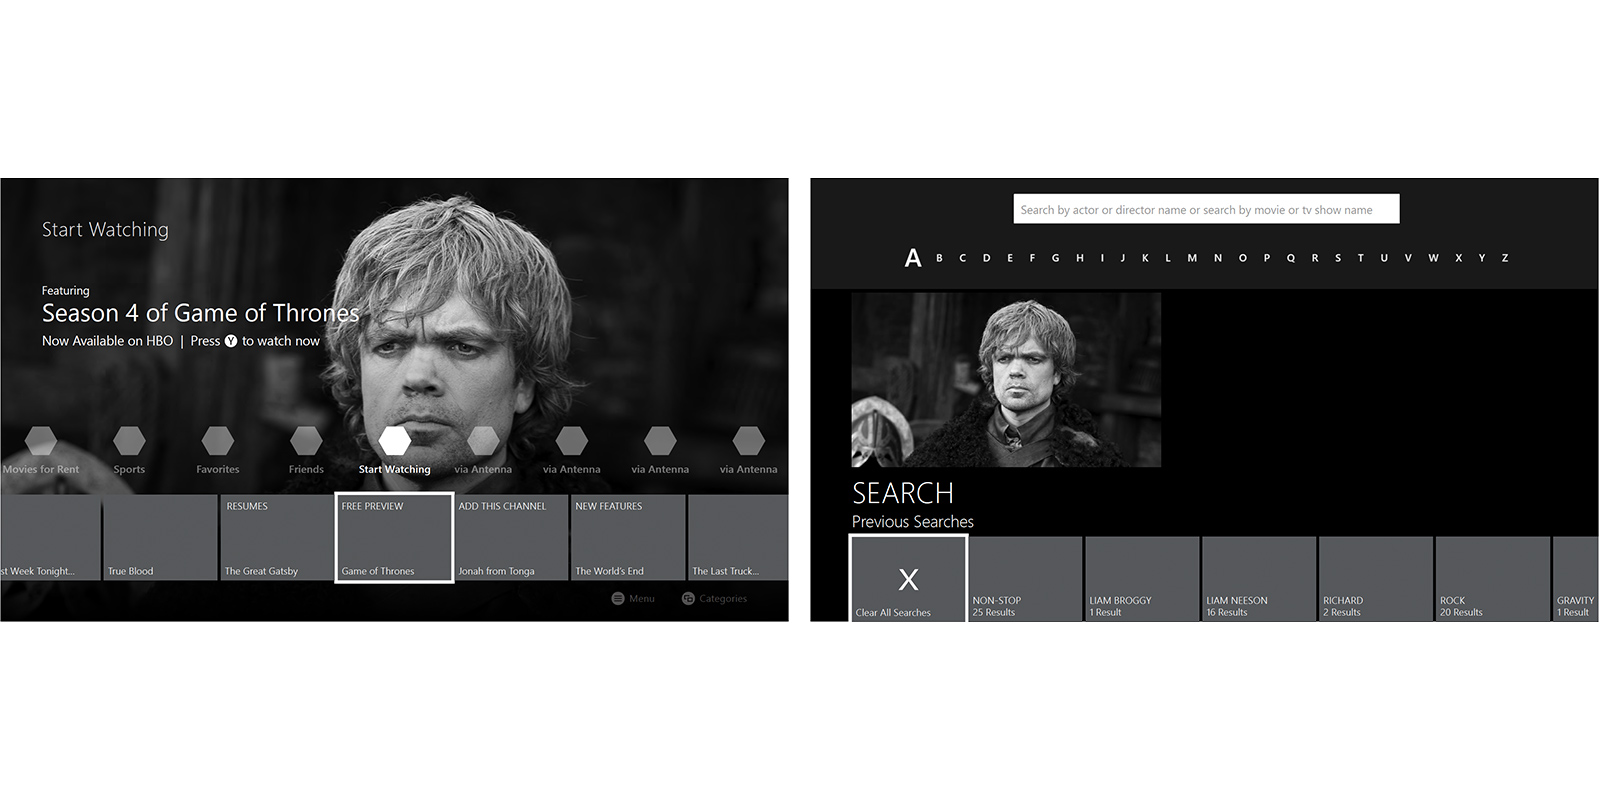 Start Watching
Featuring
Season 4 of Game of Thrones
Now Available on HBO | Press Y to watch now
Movies for Rent
Sports
Favorites
Friends
Start Watching
via Antenna
via Antenna
via Antenna
via Antenna
st Week Tonight...
True Blood
RESUMES
The Great Gatsby
FREE PREVIEW
Game of Thrones
ADD THIS CHANNEL
Jonah from Tonga
NEW FEATURES
The World's End
The Last Truck...
Menu
Categories
Search by actor or director name or search by movie or tv show name
A B C D E F G H I J K L M N O P Q R S T U V W X Y Z
SEARCH
Previous Searches
X
Clear All Searches
NON-STOP
25 Results
LIAM BROGGY
1 Result
LIAM NEESON
16 Results
RICHARD
2 Results
ROCK
20 Results
GRAVITY
1 Result